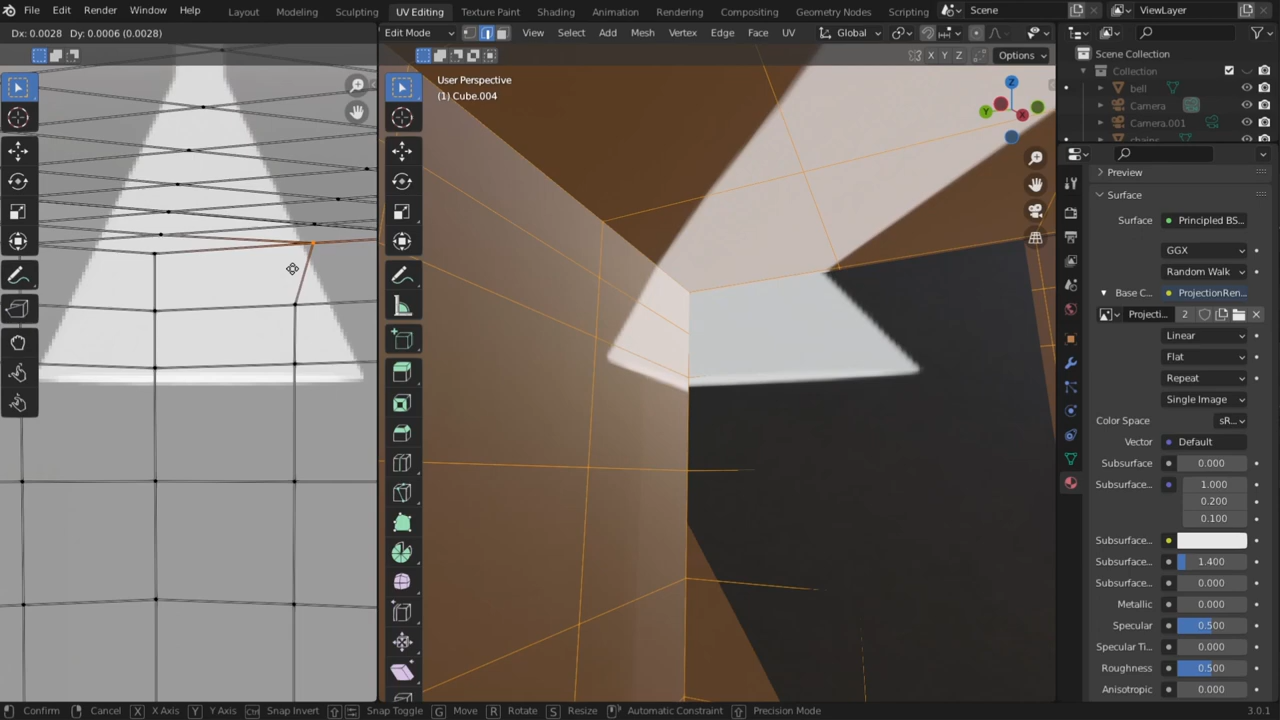 File Edit Render Window Help
Layout Modeling Sculpting UV Editing Texture Paint Shading Animation Rendering Compositing Geometry Nodes Scripting
Scene
ViewLayer
Dx: 0.0028 Dy: 0.0006 (0.0028)
Edit Mode View Select Add Mesh Vertex Edge Face UV Global
X Y Z Options
User Perspective
(1) Cube.004
Z
Y
X
Scene Collection
Collection
bell
Camera
Camera.001
Preview
Surface
Surface Principled BS...
GGX
Random Walk
Base C... ProjectionRen...
Projecti... 2
Linear
Flat
Repeat
Single Image
Color Space sR...
Vector Default
Subsurface 0.000
Subsurface... 1.000
0.200
0.100
Subsurface...
Subsurface... 1.400
Subsurface... 0.000
Metallic 0.000
Specular 0.500
Specular Ti... 0.000
Roughness 0.500
Anisotropic 0.000
Confirm Cancel X X Axis Y Y Axis Ctrl Snap Invert Snap Toggle G Move R Rotate S Resize Automatic Constraint Precision Mode
3.0.1